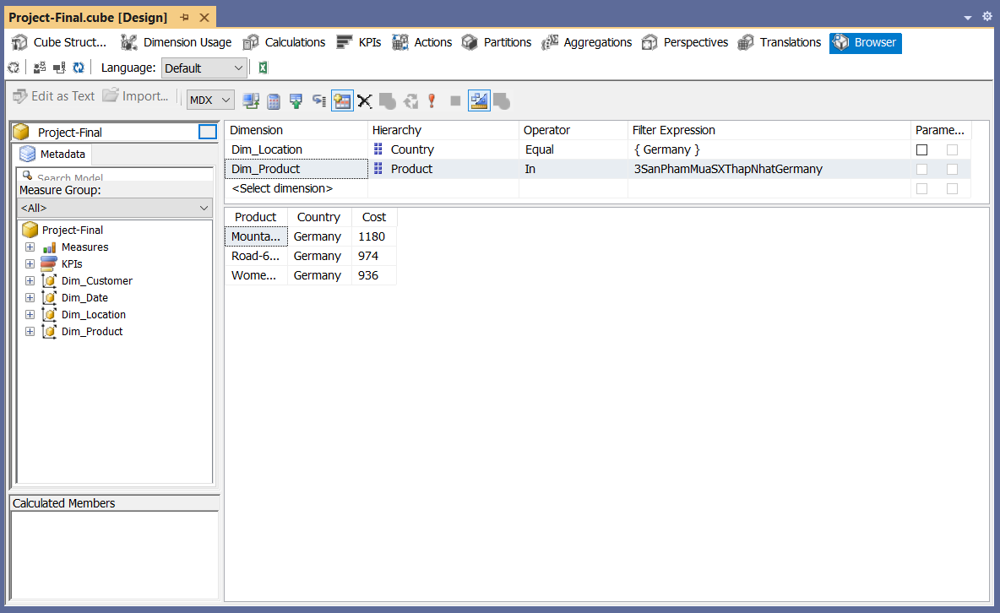 Project-Final.cube [Design]
Cube Struct... Dimension Usage Calculations KPIs Actions Partitions Aggregations Perspectives Translations Browser
Language: Default
Edit as Text Import... MDX
Project-Final
Metadata
Search Model
Measure Group:
<All>
Project-Final
Measures
KPIs
Dim_Customer
Dim_Date
Dim_Location
Dim_Product
Calculated Members
Dimension Hierarchy Operator Filter Expression Parame...
Dim_Location Country Equal { Germany }
Dim_Product Product In 3SanPhamMuaSXThapNhatGermany
<Select dimension>
Product Country Cost
Mounta... Germany 1180
Road-6... Germany 974
Wome... Germany 936